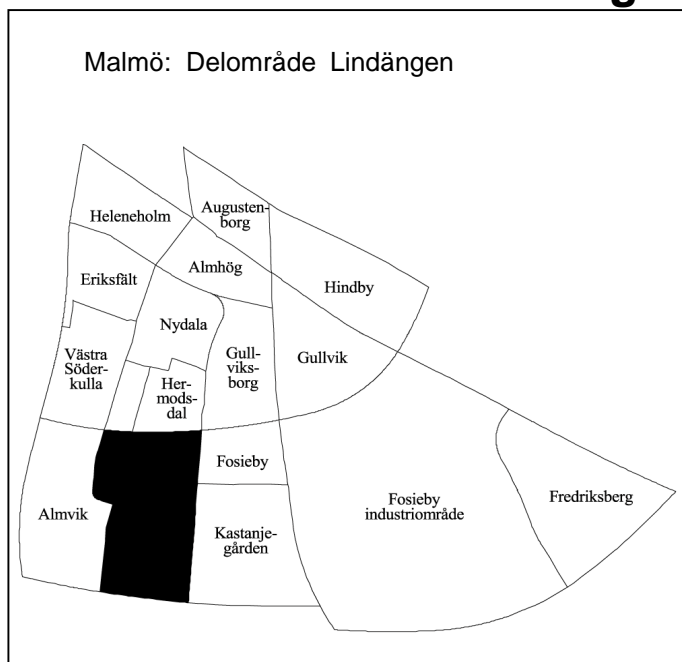 Malmö: Delområde Lindängen
Augusten-
borg
Heleneholm
Almhög
Eriksfält
Hindby
Nydala
Västra
Söder-
kulla
Gull-
viks-
borg
Gullvik
Her-
mods-
dal
Fosieby
Fosieby
industriområde
Fredriksberg
Almvik
Kastanje-
gården